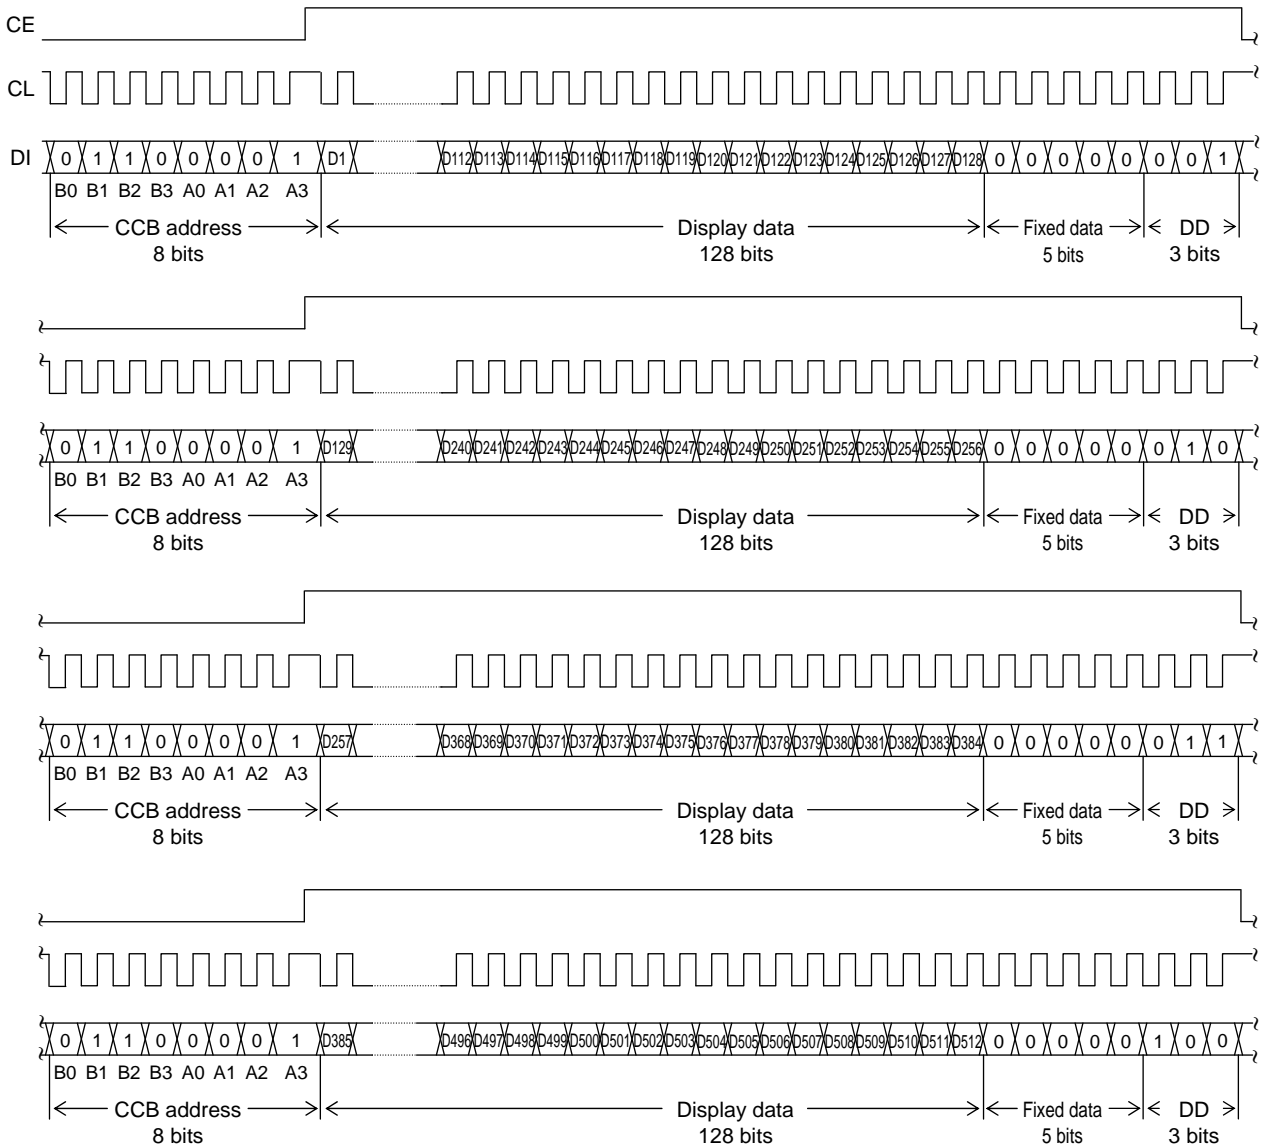 CE
CL
DI 0 1 1 0 0 0 0 1 D1 D112 D113 D114 D115 D116 D117 D118 D119 D120 D121 D122 D123 D124 D125 D126 D127 D128 0 0 0 0 0 0 0 1
B0 B1 B2 B3 A0 A1 A2 A3
CCB address Display data Fixed data DD
8 bits 128 bits 5 bits 3 bits
0 1 1 0 0 0 0 1 D129 D240 D241 D242 D243 D244 D245 D246 D247 D248 D249 D250 D251 D252 D253 D254 D255 D256 0 0 0 0 0 0 1 0
B0 B1 B2 B3 A0 A1 A2 A3
CCB address Display data Fixed data DD
8 bits 128 bits 5 bits 3 bits
0 1 1 0 0 0 0 1 D257 D368 D369 D370 D371 D372 D373 D374 D375 D376 D377 D378 D379 D380 D381 D382 D383 D384 0 0 0 0 0 0 1 1
B0 B1 B2 B3 A0 A1 A2 A3
CCB address Display data Fixed data DD
8 bits 128 bits 5 bits 3 bits
0 1 1 0 0 0 0 1 D385 D496 D497 D498 D499 D500 D501 D502 D503 D504 D505 D506 D507 D508 D509 D510 D511 D512 0 0 0 0 0 1 0 0
B0 B1 B2 B3 A0 A1 A2 A3
CCB address Display data Fixed data DD
8 bits 128 bits 5 bits 3 bits